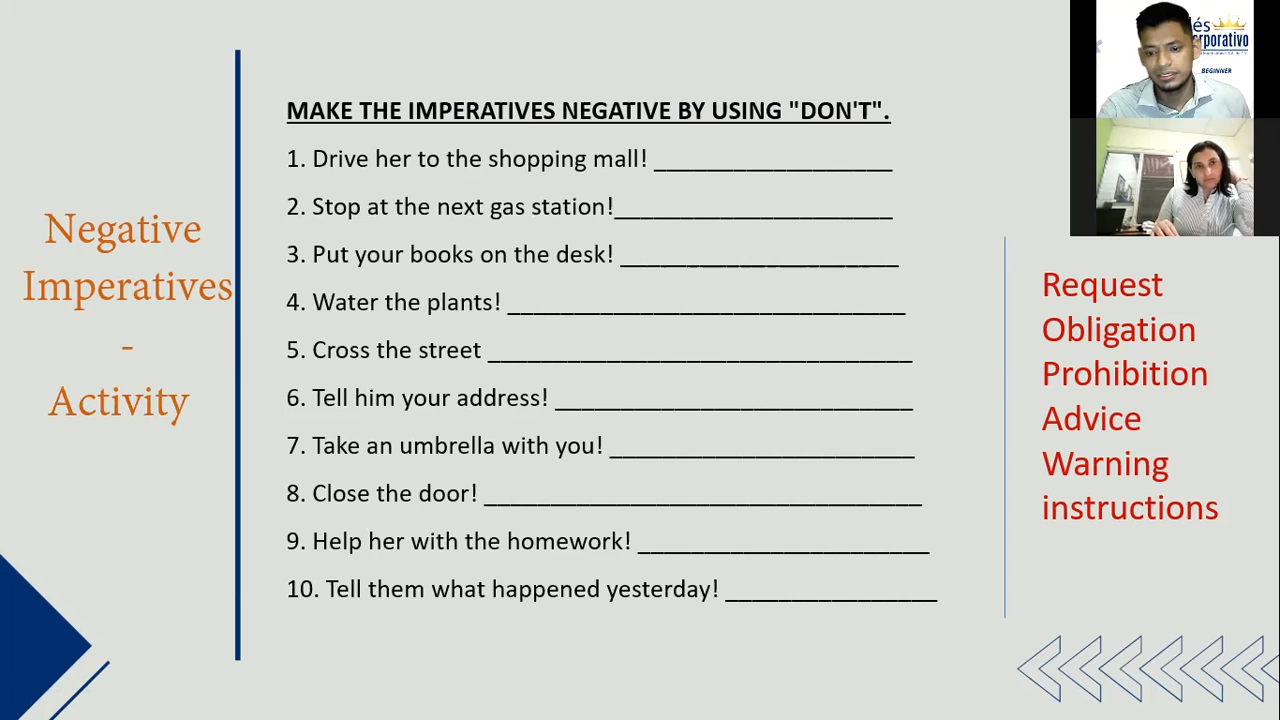 Negative
Imperatives
-
Activity
MAKE THE IMPERATIVES NEGATIVE BY USING "DON'T".
1. Drive her to the shopping mall! __________________
2. Stop at the next gas station!_____________________
3. Put your books on the desk! _____________________
4. Water the plants! ______________________________
5. Cross the street ________________________________
6. Tell him your address! ___________________________
7. Take an umbrella with you! _______________________
8. Close the door! _________________________________
9. Help her with the homework! ______________________
10. Tell them what happened yesterday! ________________
Request
Obligation
Prohibition
Advice
Warning
instructions
BEGINNER